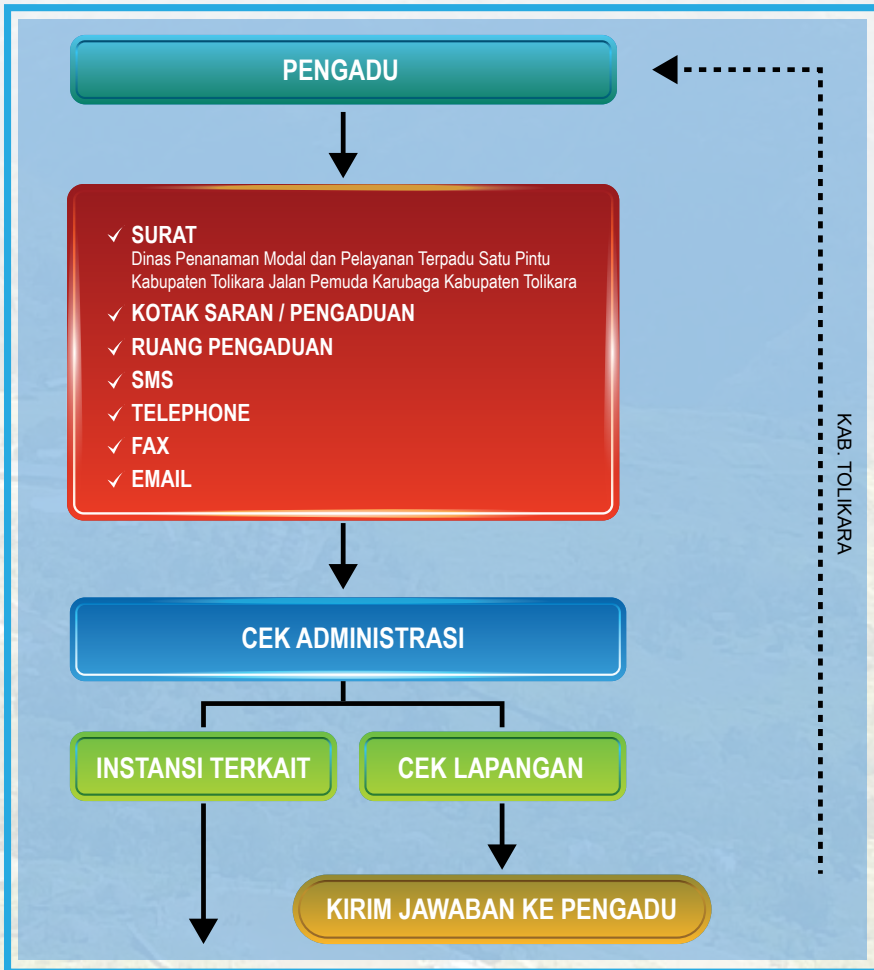 PENGADU
SURAT
Dinas Penanaman Modal dan Pelayanan Terpadu Satu Pintu
Kabupaten Tolikara Jalan Pemuda Karubaga Kabupaten Tolikara
KOTAK SARAN / PENGADUAN
RUANG PENGADUAN
SMS
TELEPHONE
FAX
EMAIL
KAB. TOLIKARA
CEK ADMINISTRASI
INSTANSI TERKAIT
CEK LAPANGAN
KIRIM JAWABAN KE PENGADU